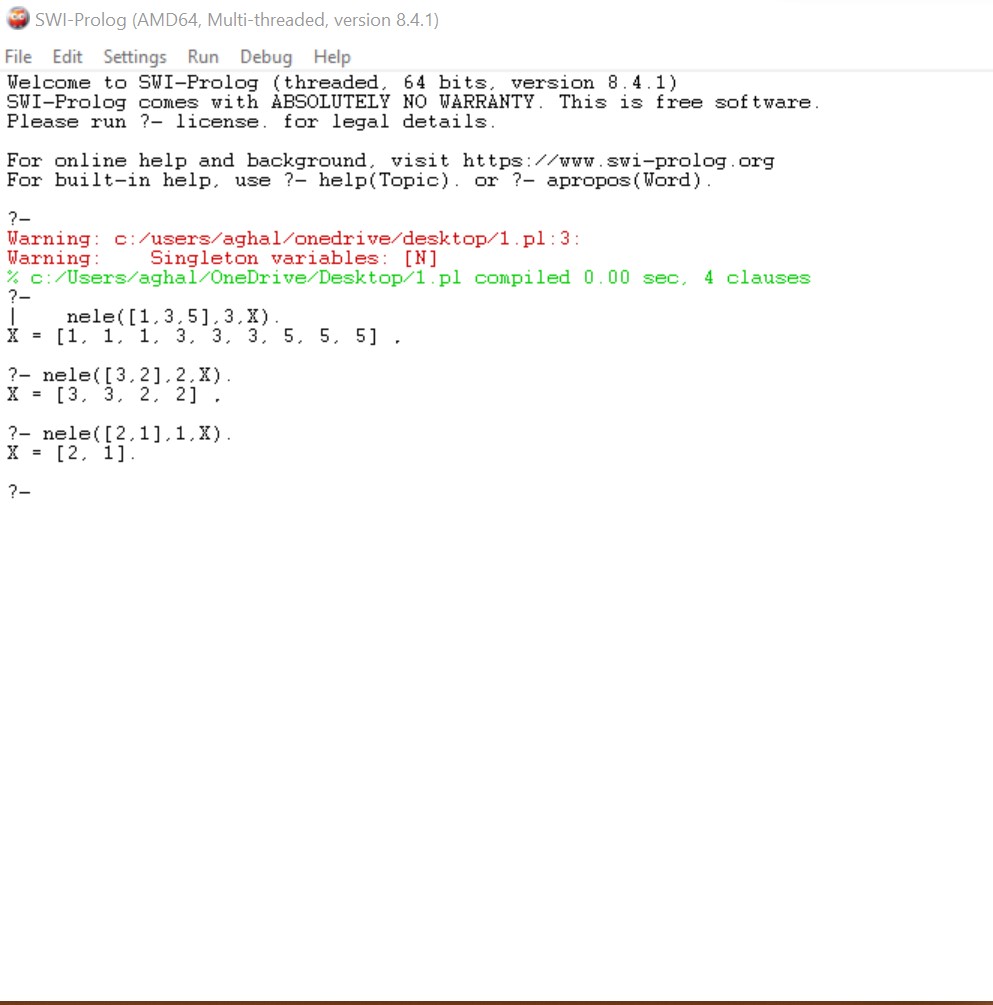 SWI-Prolog (AMD64, Multi-threaded, version 8.4.1)
File Edit Settings Run Debug Help
Welcome to SWI-Prolog (threaded, 64 bits, version 8.4.1)
SWI-Prolog comes with ABSOLUTELY NO WARRANTY. This is free software.
Please run ?- license. for legal details.
For online help and background, visit https://www.swi-prolog.org
For built-in help, use ?- help(Topic). or ?- apropos(Word).
?-
Warning: c:/users/aghal/onedrive/desktop/1.pl:3:
Warning:    Singleton variables: [N]
% c:/Users/aghal/OneDrive/Desktop/1.pl compiled 0.00 sec, 4 clauses
?-
|    nele([1,3,5],3,X).
X = [1, 1, 1, 3, 3, 3, 5, 5, 5] .
?- nele([3,2],2,X).
X = [3, 3, 2, 2] .
?- nele([2,1],1,X).
X = [2, 1].
?-